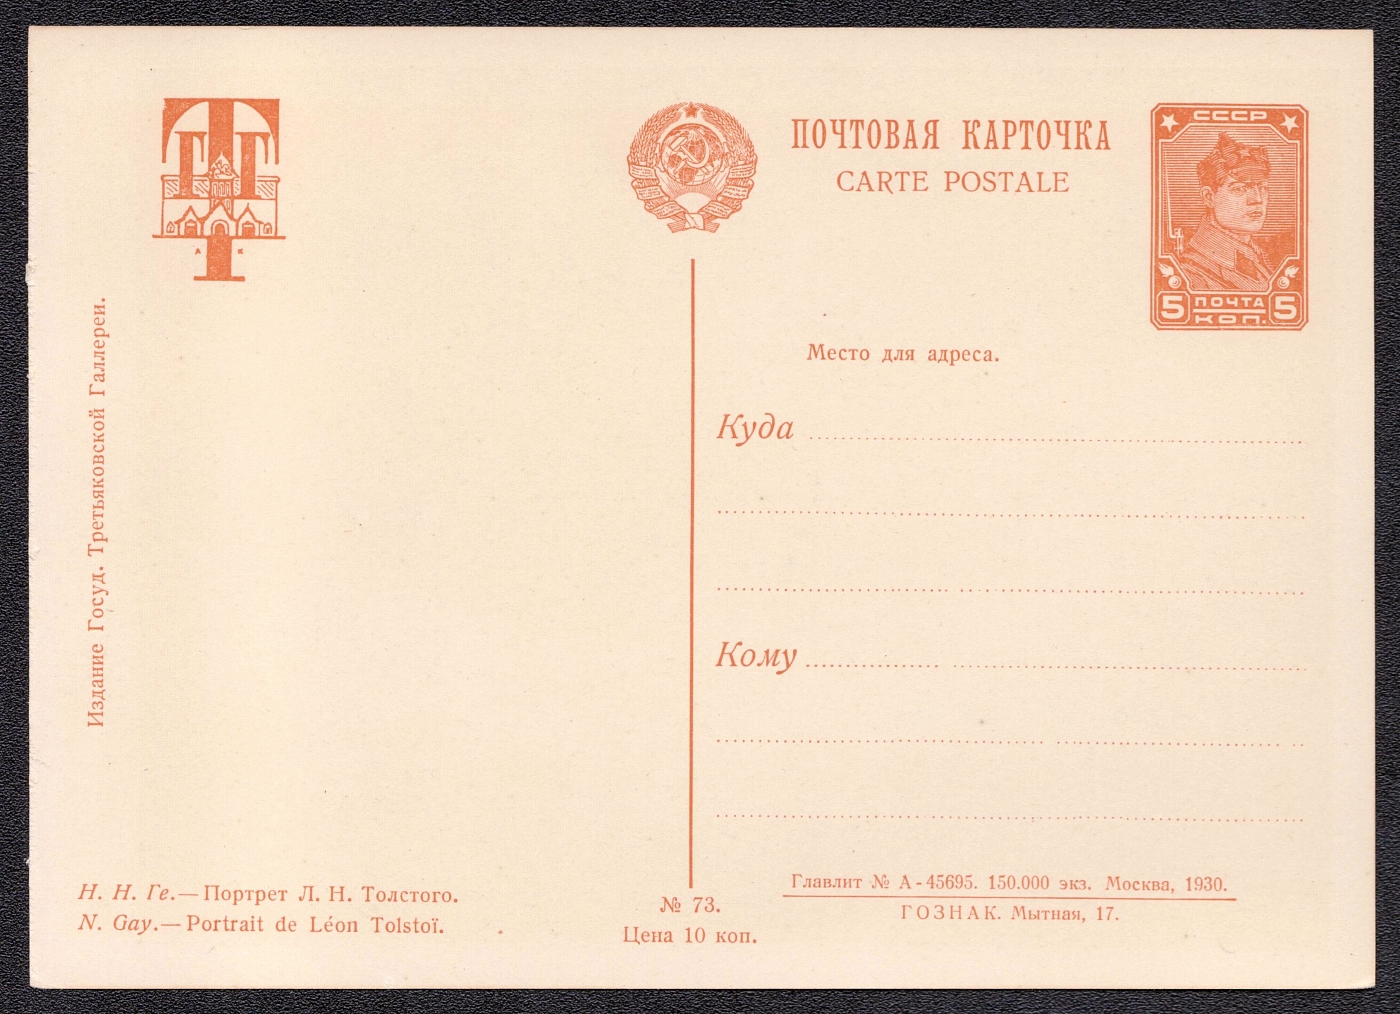 ТГГ
А К
Издание Госуд. Третьяковской Галлереи.
Н. Н. Ге.—Портрет Л. Н. Толстого.
N. Gay.—Portrait de Léon Tolstoï.
№ 73.
Цена 10 коп.
ПОЧТОВАЯ КАРТОЧКА
CARTE POSTALE
СССР
5 ПОЧТА 5
КОП.
Место для адреса.
Куда
Кому
Главлит № А-45695. 150.000 экз. Москва, 1930.
ГОЗНАК. Мытная, 17.